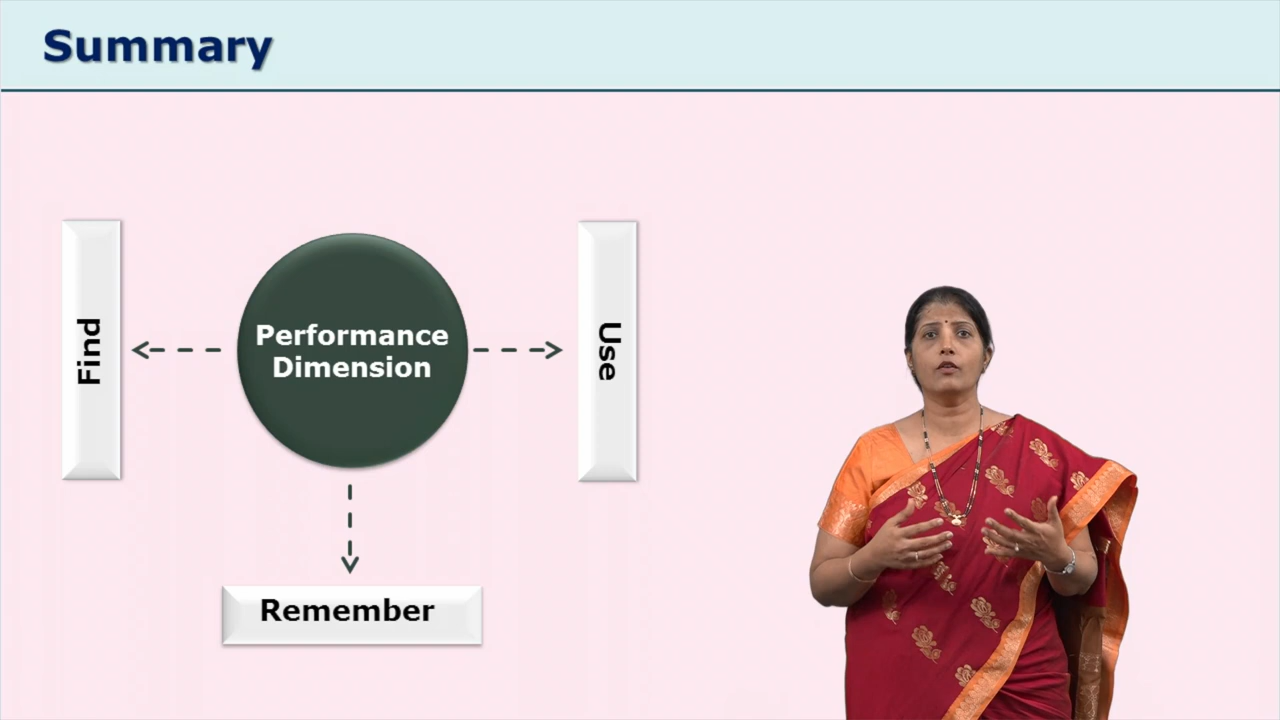 Summary
Find
Performance
Dimension
Use
Remember